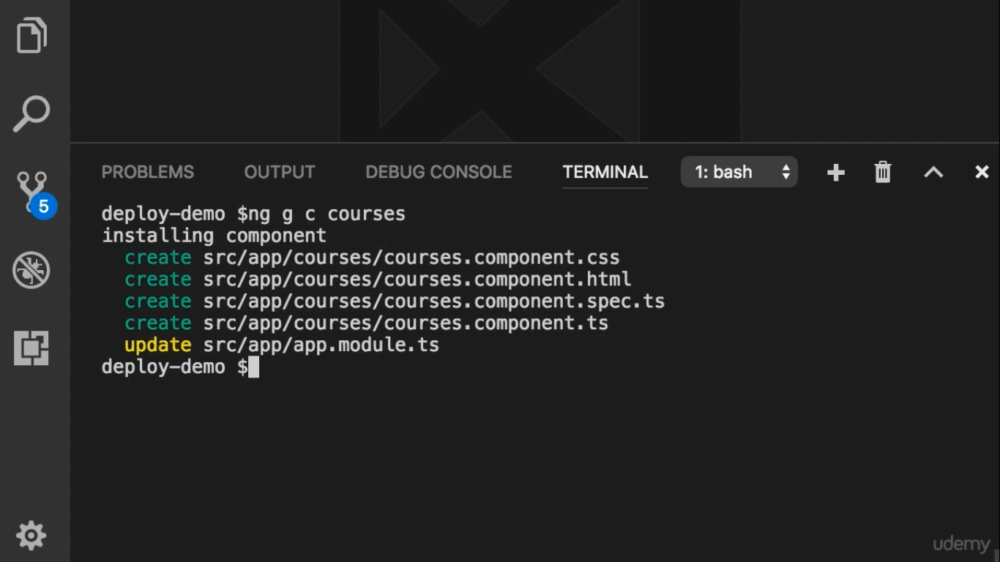 PROBLEMS OUTPUT DEBUG CONSOLE TERMINAL 1: bash
5
deploy-demo $ng g c courses
installing component
  create src/app/courses/courses.component.css
  create src/app/courses/courses.component.html
  create src/app/courses/courses.component.spec.ts
  create src/app/courses/courses.component.ts
  update src/app/app.module.ts
deploy-demo $
udemy